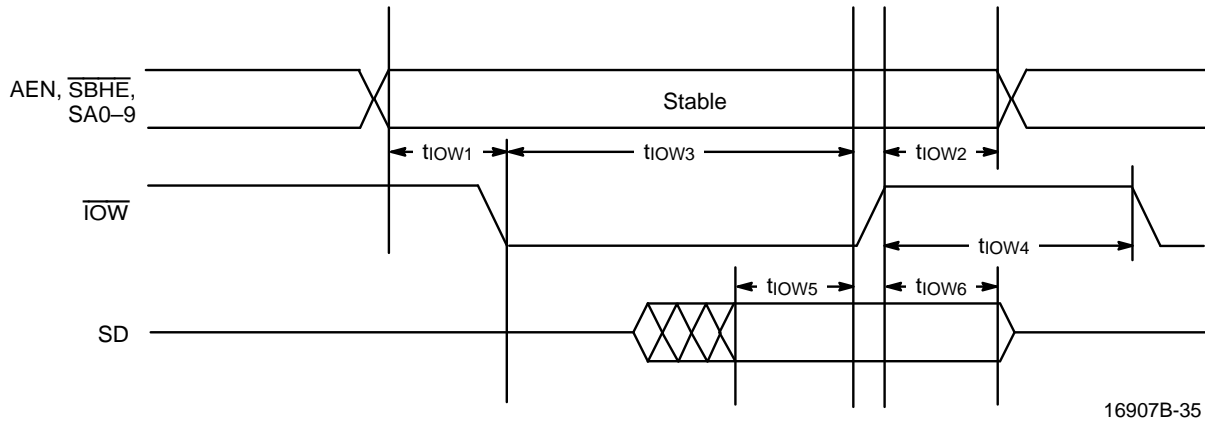 AEN, SBHE,
SA0–9
Stable
tIOW1
tIOW3
tIOW2
IOW
tIOW4
tIOW5
tIOW6
SD
16907B-35